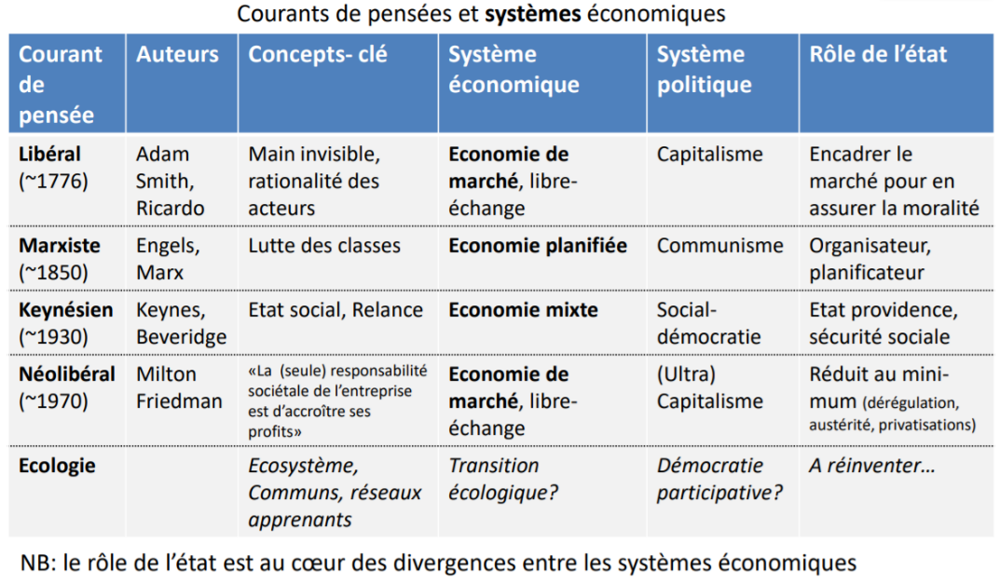 Courants de pensées et systèmes économiques
Courant de pensée | Auteurs | Concepts- clé | Système économique | Système politique | Rôle de l’état
Libéral (~1776) | Adam Smith, Ricardo | Main invisible, rationalité des acteurs | Economie de marché, libre-échange | Capitalisme | Encadrer le marché pour en assurer la moralité
Marxiste (~1850) | Engels, Marx | Lutte des classes | Economie planifiée | Communisme | Organisateur, planificateur
Keynésien (~1930) | Keynes, Beveridge | Etat social, Relance | Economie mixte | Social-démocratie | Etat providence, sécurité sociale
Néolibéral (~1970) | Milton Friedman | «La (seule) responsabilité sociétale de l’entreprise est d’accroître ses profits» | Economie de marché, libre-échange | (Ultra) Capitalisme | Réduit au mini-mum (dérégulation, austérité, privatisations)
Ecologie | | Ecosystème, Communs, réseaux apprenants | Transition écologique? | Démocratie participative? | A réinventer…
NB: le rôle de l’état est au cœur des divergences entre les systèmes économiques